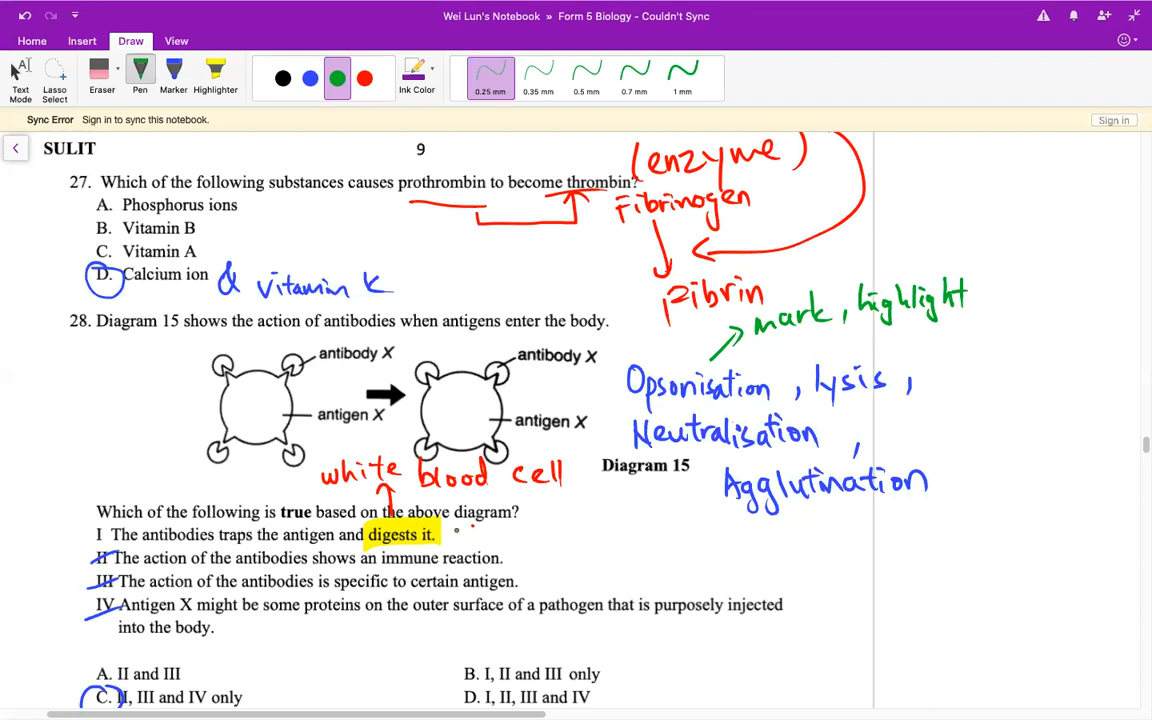 Wei Lun's Notebook » Form 5 Biology - Couldn't Sync
Home Insert Draw View
Text Mode
Lasso Select
Eraser
Pen
Marker
Highlighter
Ink Color
0.25 mm
0.35 mm
0.5 mm
0.7 mm
1 mm
Sync Error Sign in to sync this notebook.
Sign in
SULIT 9
(enzyme)
27. Which of the following substances causes prothrombin to become thrombin?
Fibrinogen
A. Phosphorus ions
B. Vitamin B
C. Vitamin A
D. Calcium ion & vitamin K
Fibrin
mark, highlight
28. Diagram 15 shows the action of antibodies when antigens enter the body.
antibody X
antigen X
antibody X
antigen X
Opsonisation, lysis,
Neutralisation,
Agglutination
Diagram 15
white blood cell
Which of the following is true based on the above diagram?
I The antibodies traps the antigen and digests it.
II The action of the antibodies shows an immune reaction.
III The action of the antibodies is specific to certain antigen.
IV Antigen X might be some proteins on the outer surface of a pathogen that is purposely injected
into the body.
A. II and III B. I, II and III only
C. II, III and IV only D. I, II, III and IV